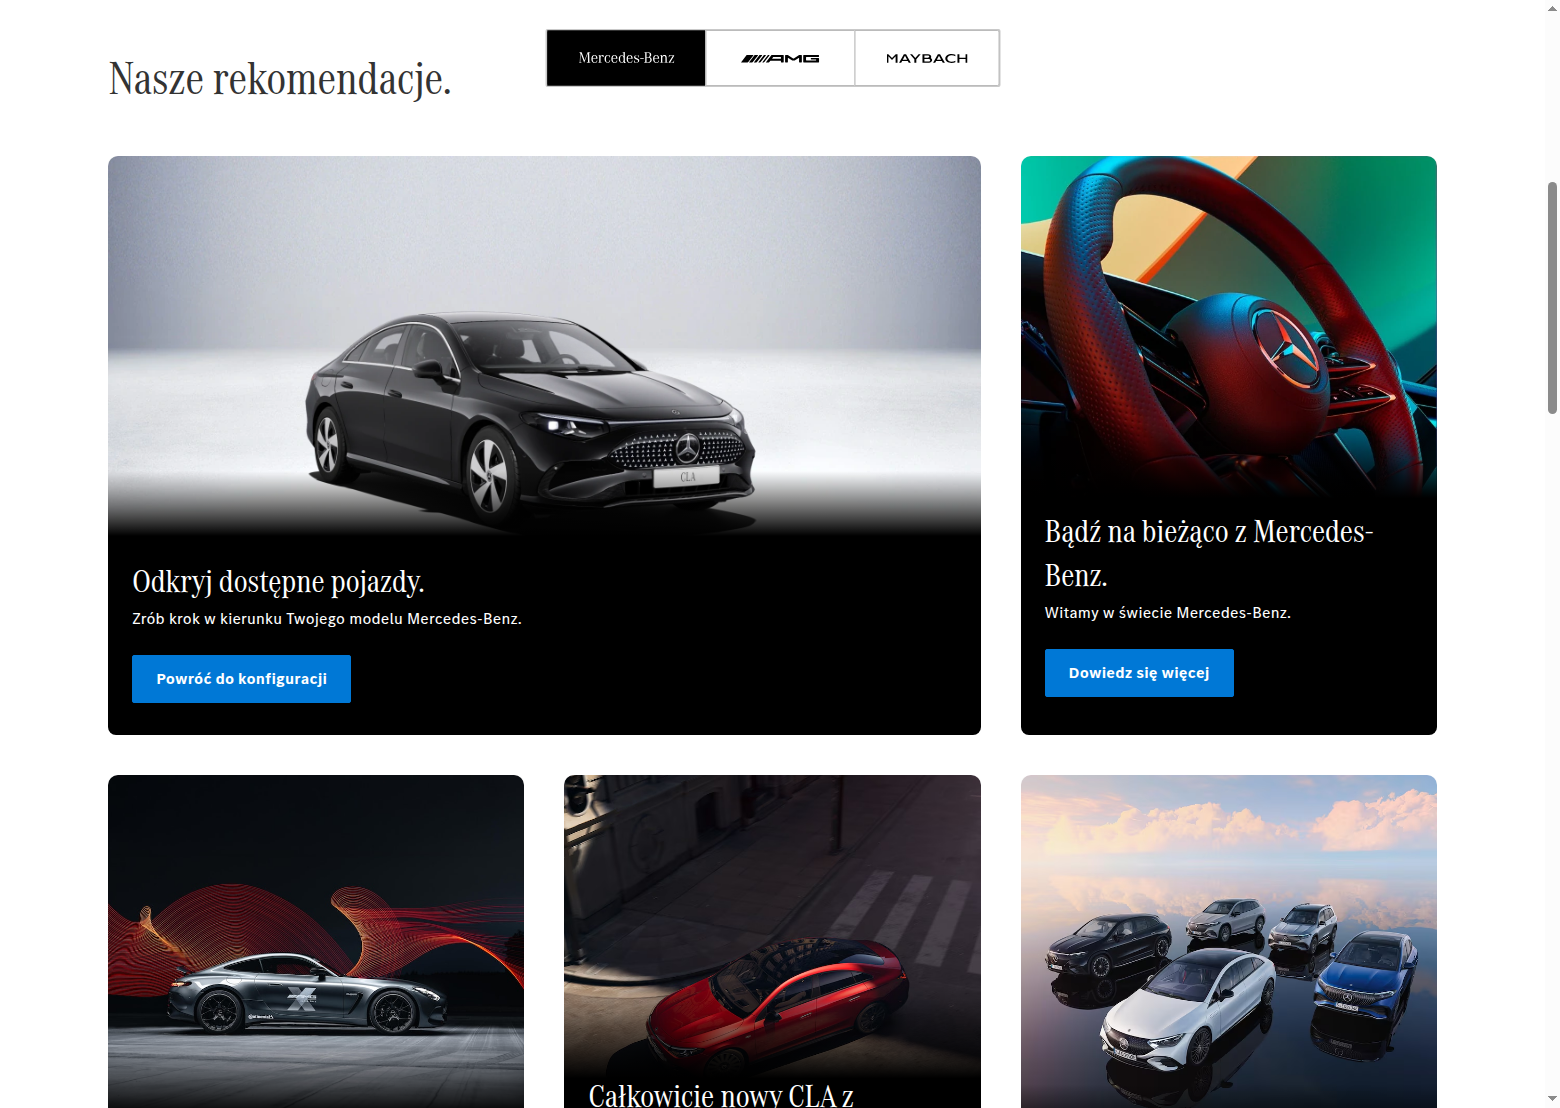 Nasze rekomendacje.
Mercedes-Benz
AMG
MAYBACH
CLA
Odkryj dostępne pojazdy.
Zrób krok w kierunku Twojego modelu Mercedes-Benz.
Powróć do konfiguracji
Bądź na bieżąco z Mercedes-
Benz.
Witamy w świecie Mercedes-Benz.
Dowiedz się więcej
X
Całkowicie nowy CLA z